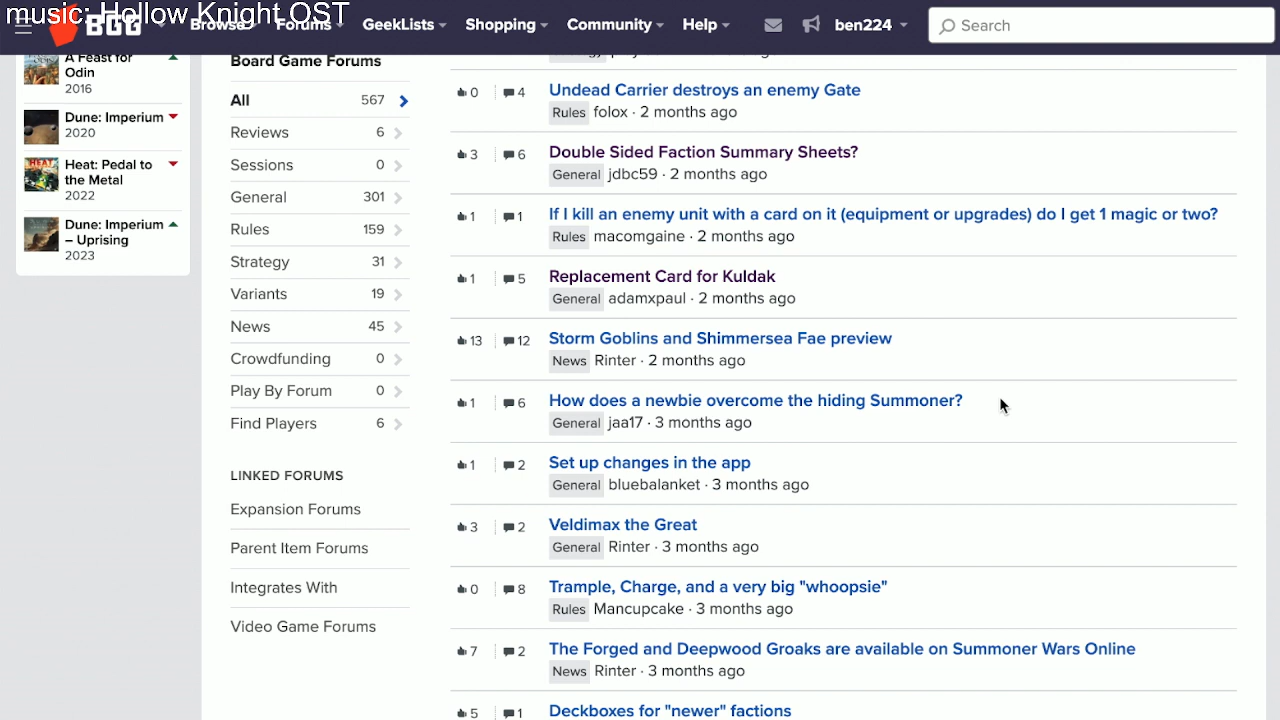 music: Hollow Knight OST
BGG Browse Forums GeekLists Shopping Community Help ben224 Search
A Feast for
Odin
2016
Dune: Imperium
2020
Heat: Pedal to
the Metal
2022
Dune: Imperium
– Uprising
2023
Board Game Forums
All 567
Reviews 6
Sessions 0
General 301
Rules 159
Strategy 31
Variants 19
News 45
Crowdfunding 0
Play By Forum 0
Find Players 6
LINKED FORUMS
Expansion Forums
Parent Item Forums
Integrates With
Video Game Forums
0 4 Undead Carrier destroys an enemy Gate
Rules folox · 2 months ago
3 6 Double Sided Faction Summary Sheets?
General jdbc59 · 2 months ago
1 1 If I kill an enemy unit with a card on it (equipment or upgrades) do I get 1 magic or two?
Rules macomgaine · 2 months ago
1 5 Replacement Card for Kuldak
General adamxpaul · 2 months ago
13 12 Storm Goblins and Shimmersea Fae preview
News Rinter · 2 months ago
1 6 How does a newbie overcome the hiding Summoner?
General jaa17 · 3 months ago
1 2 Set up changes in the app
General bluebalanket · 3 months ago
3 2 Veldimax the Great
General Rinter · 3 months ago
0 8 Trample, Charge, and a very big "whoopsie"
Rules Mancupcake · 3 months ago
7 2 The Forged and Deepwood Groaks are available on Summoner Wars Online
News Rinter · 3 months ago
5 1 Deckboxes for "newer" factions